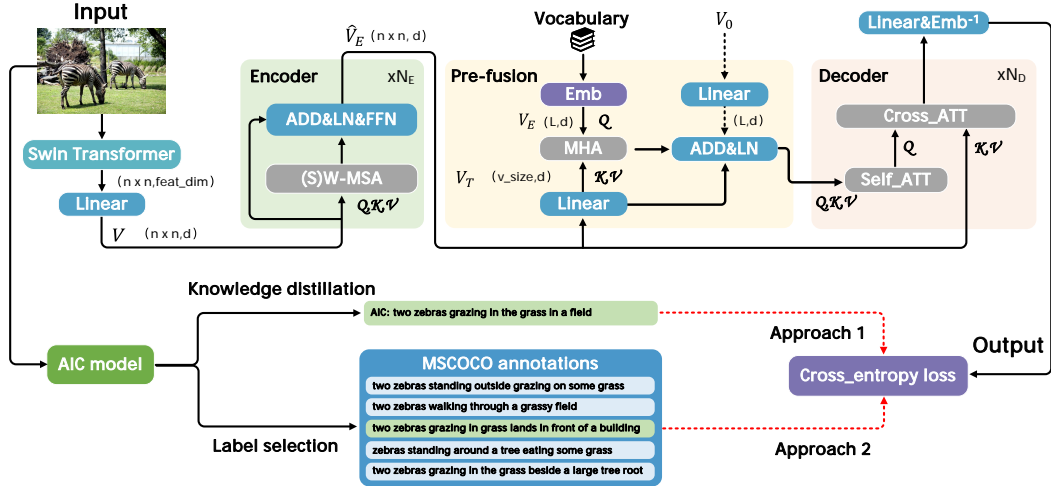 Input
Swin Transformer
(n x n,feat_dim)
Linear
V (n x n,d)
V̂_E (n x n, d)
Encoder xN_E
ADD&LN&FFN
(S)W-MSA
Q,K,V
Vocabulary
Pre-fusion
Emb
V_E (L,d) Q
MHA
V_T (v_size,d) K,V
Linear
V_0
Linear
(L,d)
ADD&LN
Linear&Emb⁻¹
Decoder xN_D
Cross_ATT
Q K,V
Self_ATT
Q,K,V
Knowledge distillation
AIC: two zebras grazing in the grass in a field
Approach 1
AIC model
MSCOCO annotations
two zebras standing outside grazing on some grass
two zebras walking through a grassy field
two zebras grazing in grass lands in front of a building
zebras standing around a tree eating some grass
two zebras grazing in the grass beside a large tree root
Label selection
Output
Cross_entropy loss
Approach 2